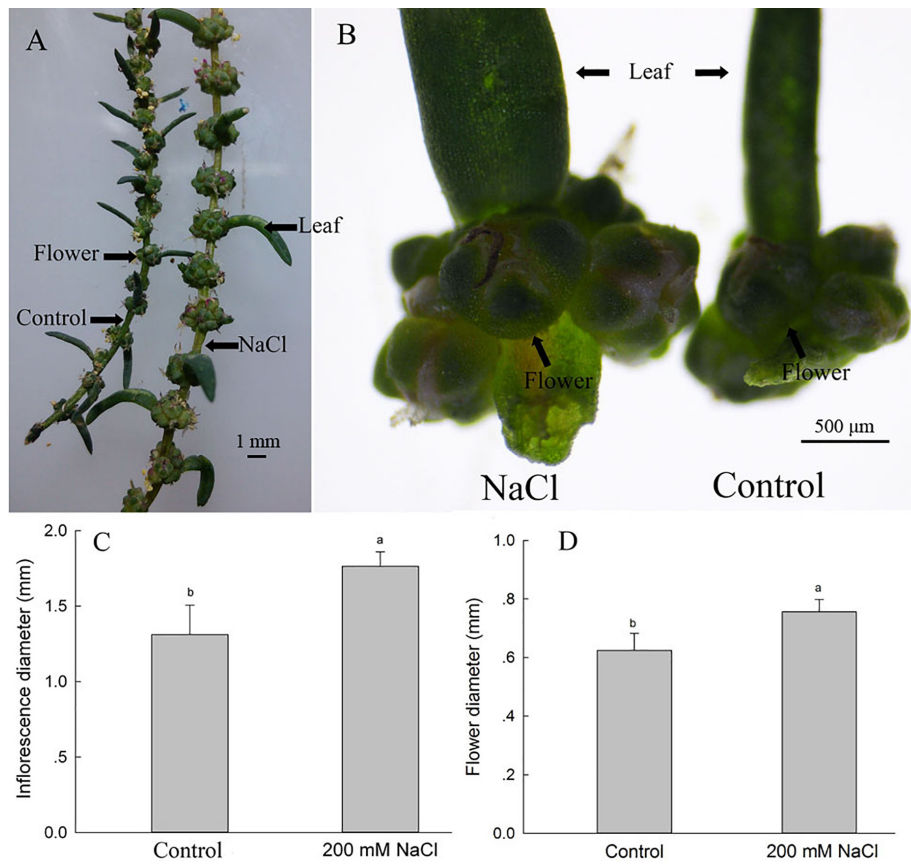 A
Leaf
Flower
Control
NaCl
1 mm
B
Leaf
Flower
Flower
500 µm
NaCl
Control
C
Inflorescence diameter (mm)
2.0
1.5
1.0
.5
0.0
b
a
Control
200 mM NaCl
D
Flower diameter (mm)
1.0
.8
.6
.4
.2
0.0
b
a
Control
200 mM NaCl